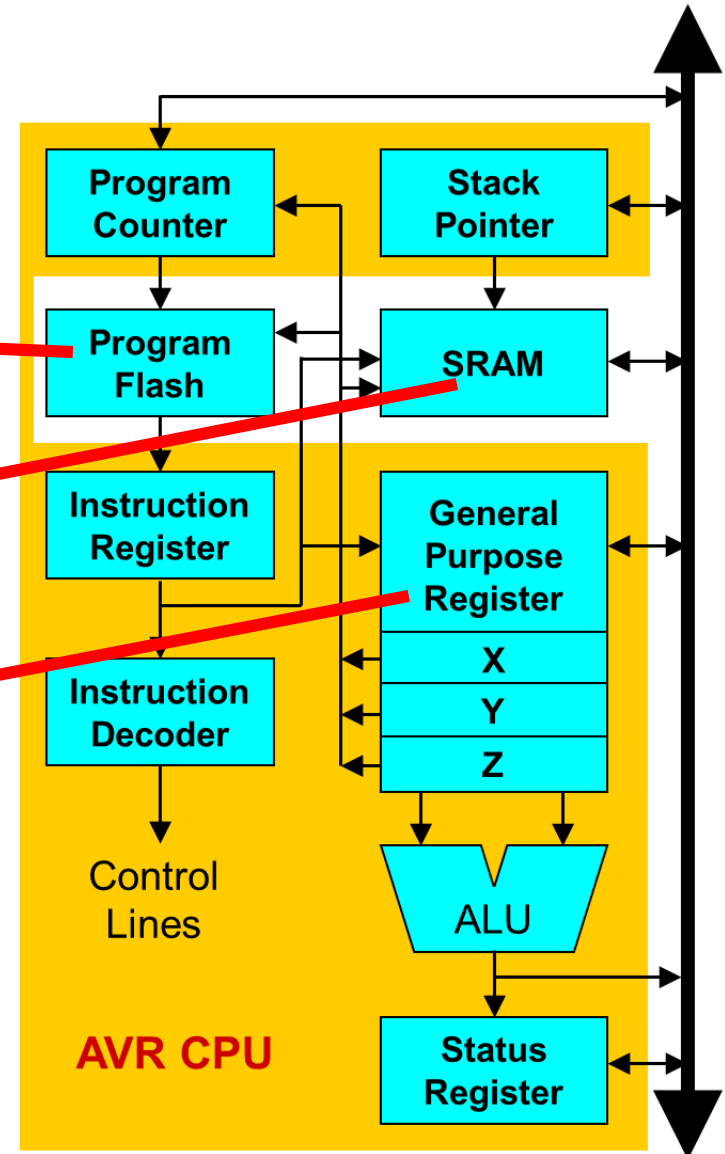 Program
Counter
Stack
Pointer
Program
Flash
SRAM
Instruction
Register
General
Purpose
Register
X
Y
Z
Instruction
Decoder
Control
Lines
ALU
AVR CPU
Status
Register